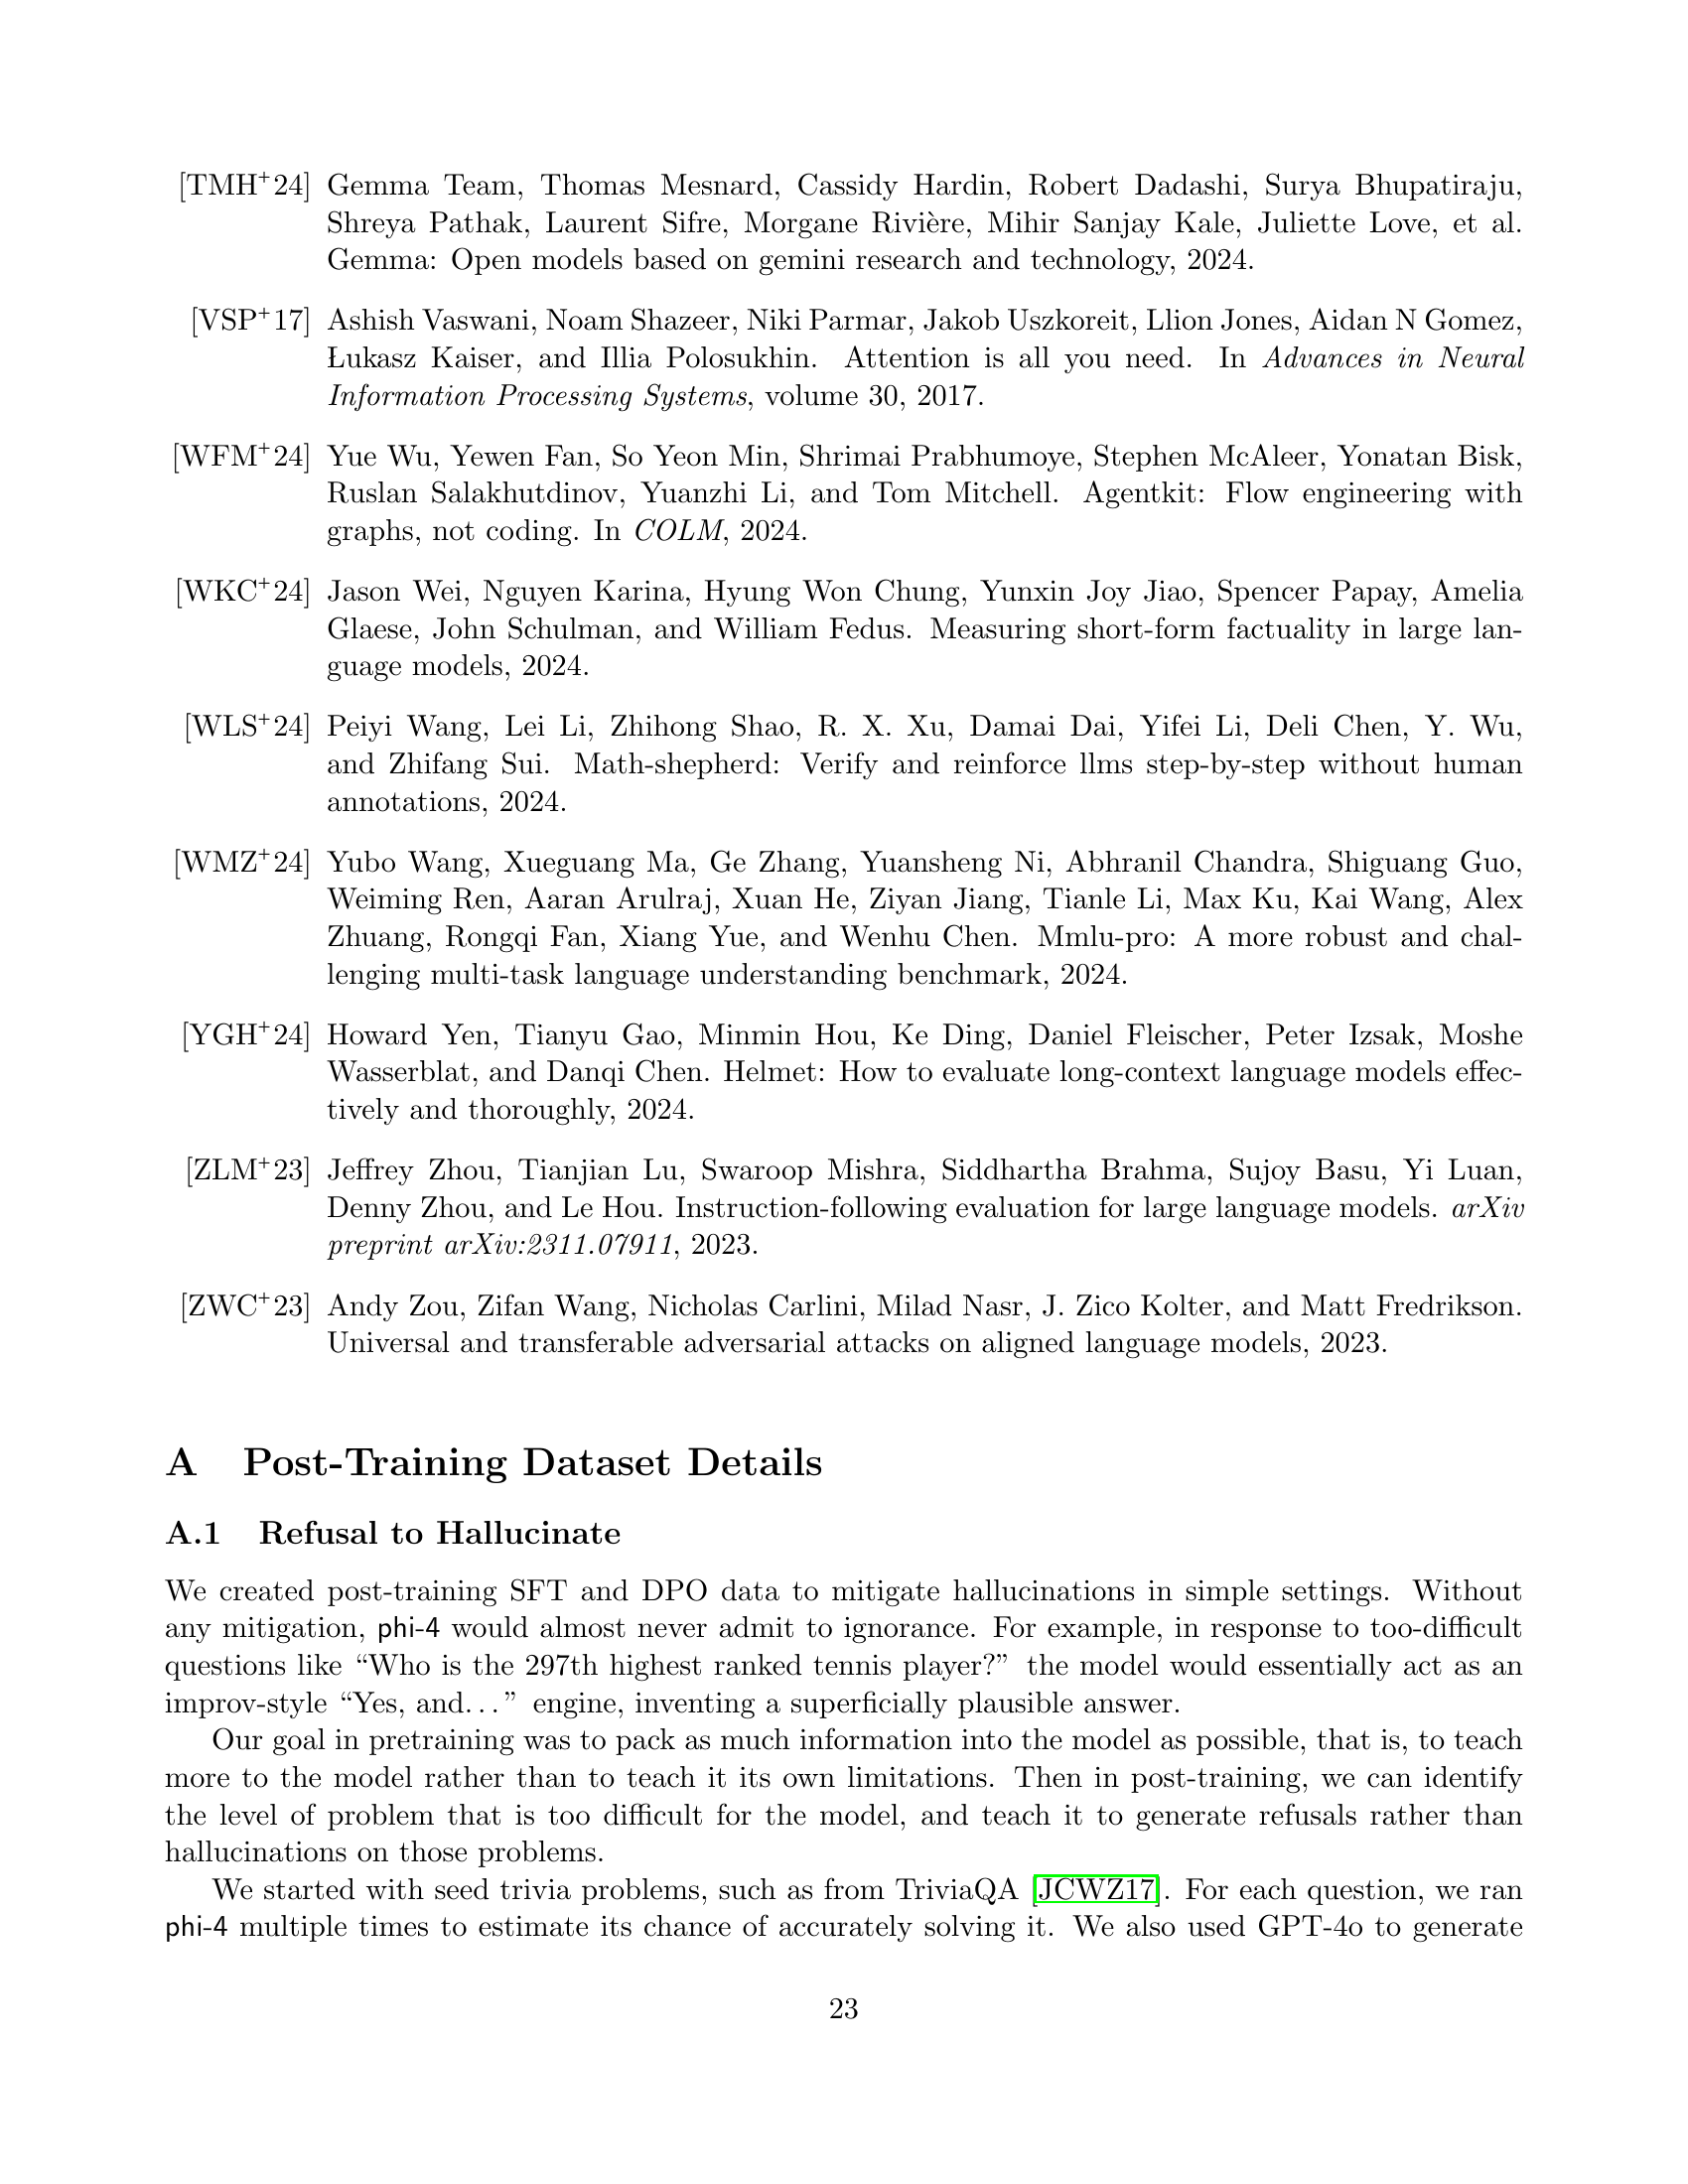 [TMH+24] Gemma Team, Thomas Mesnard, Cassidy Hardin, Robert Dadashi, Surya Bhupatiraju,
Shreya Pathak, Laurent Sifre, Morgane Rivière, Mihir Sanjay Kale, Juliette Love, et al.
Gemma: Open models based on gemini research and technology, 2024.
[VSP+17] Ashish Vaswani, Noam Shazeer, Niki Parmar, Jakob Uszkoreit, Llion Jones, Aidan N Gomez,
Łukasz Kaiser, and Illia Polosukhin. Attention is all you need. In Advances in Neural
Information Processing Systems, volume 30, 2017.
[WFM+24] Yue Wu, Yewen Fan, So Yeon Min, Shrimai Prabhumoye, Stephen McAleer, Yonatan Bisk,
Ruslan Salakhutdinov, Yuanzhi Li, and Tom Mitchell. Agentkit: Flow engineering with
graphs, not coding. In COLM, 2024.
[WKC+24] Jason Wei, Nguyen Karina, Hyung Won Chung, Yunxin Joy Jiao, Spencer Papay, Amelia
Glaese, John Schulman, and William Fedus. Measuring short-form factuality in large lan-
guage models, 2024.
[WLS+24] Peiyi Wang, Lei Li, Zhihong Shao, R. X. Xu, Damai Dai, Yifei Li, Deli Chen, Y. Wu,
and Zhifang Sui. Math-shepherd: Verify and reinforce llms step-by-step without human
annotations, 2024.
[WMZ+24] Yubo Wang, Xueguang Ma, Ge Zhang, Yuansheng Ni, Abhranil Chandra, Shiguang Guo,
Weiming Ren, Aaran Arulraj, Xuan He, Ziyan Jiang, Tianle Li, Max Ku, Kai Wang, Alex
Zhuang, Rongqi Fan, Xiang Yue, and Wenhu Chen. Mmlu-pro: A more robust and chal-
lenging multi-task language understanding benchmark, 2024.
[YGH+24] Howard Yen, Tianyu Gao, Minmin Hou, Ke Ding, Daniel Fleischer, Peter Izsak, Moshe
Wasserblat, and Danqi Chen. Helmet: How to evaluate long-context language models effec-
tively and thoroughly, 2024.
[ZLM+23] Jeffrey Zhou, Tianjian Lu, Swaroop Mishra, Siddhartha Brahma, Sujoy Basu, Yi Luan,
Denny Zhou, and Le Hou. Instruction-following evaluation for large language models. arXiv
preprint arXiv:2311.07911, 2023.
[ZWC+23] Andy Zou, Zifan Wang, Nicholas Carlini, Milad Nasr, J. Zico Kolter, and Matt Fredrikson.
Universal and transferable adversarial attacks on aligned language models, 2023.
A Post-Training Dataset Details
A.1 Refusal to Hallucinate
We created post-training SFT and DPO data to mitigate hallucinations in simple settings. Without
any mitigation, phi-4 would almost never admit to ignorance. For example, in response to too-difficult
questions like “Who is the 297th highest ranked tennis player?” the model would essentially act as an
improv-style “Yes, and...” engine, inventing a superficially plausible answer.
Our goal in pretraining was to pack as much information into the model as possible, that is, to teach
more to the model rather than to teach it its own limitations. Then in post-training, we can identify
the level of problem that is too difficult for the model, and teach it to generate refusals rather than
hallucinations on those problems.
We started with seed trivia problems, such as from TriviaQA [JCWZ17]. For each question, we ran
phi-4 multiple times to estimate its chance of accurately solving it. We also used GPT-4o to generate
23